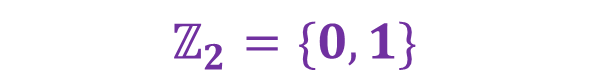 ℤ₂ = {0, 1}